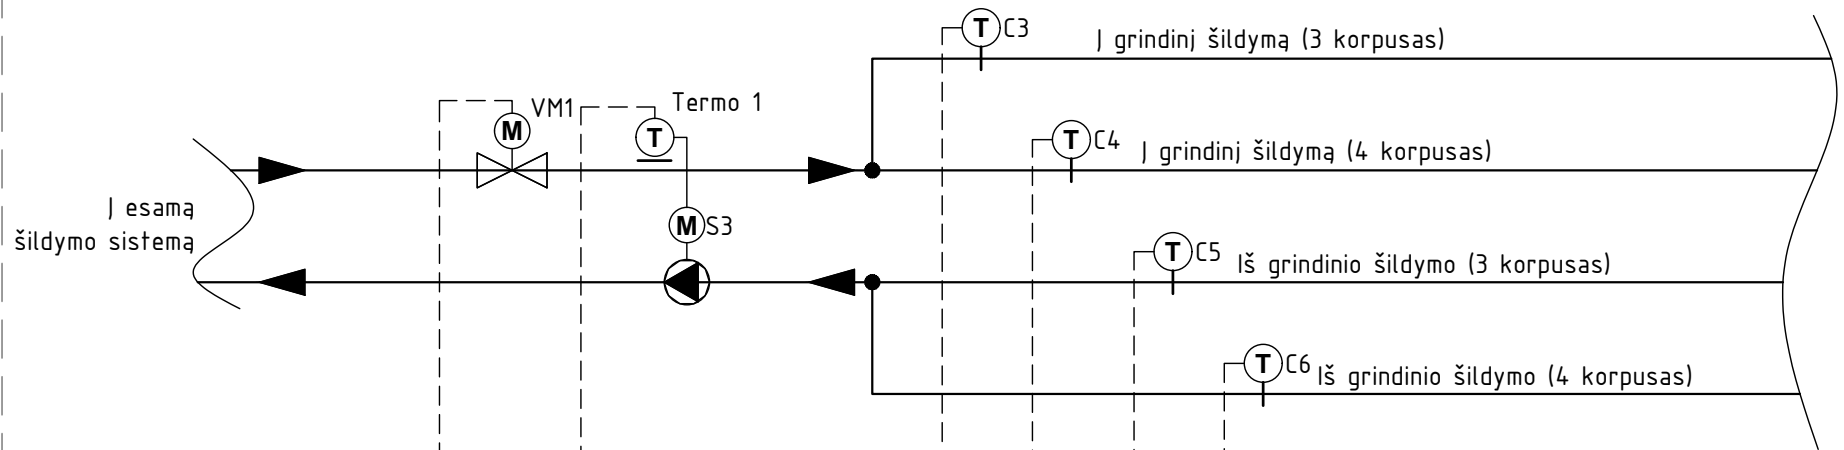 T C3
Į grindinį šildymą (3 korpusas)
VM1
M
Termo 1
T
T C4
Į grindinį šildymą (4 korpusas)
Į esamą
šildymo sistemą
M S3
T C5
Iš grindinio šildymo (3 korpusas)
T C6
Iš grindinio šildymo (4 korpusas)